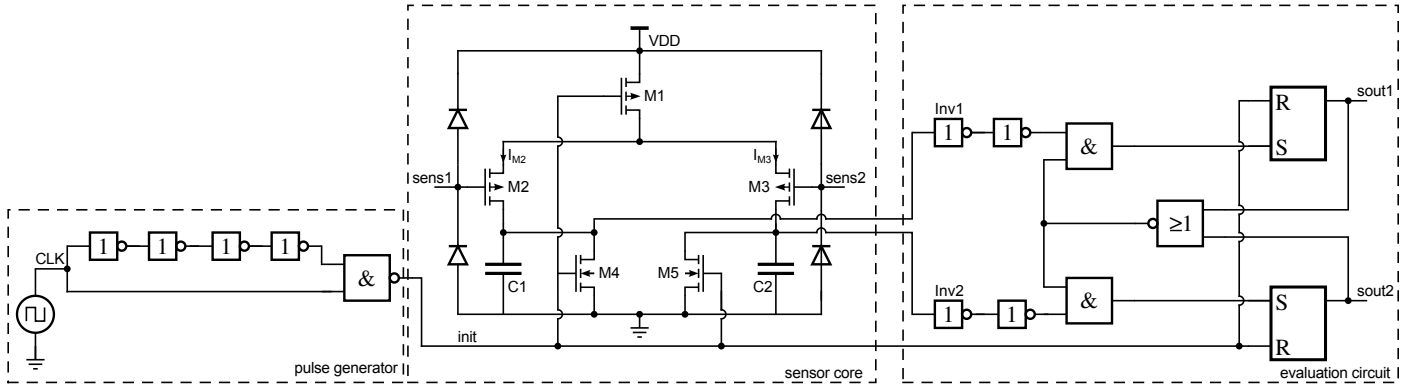 VDD
M1
I_M2
I_M3
sens1
M2
M3
sens2
M4
M5
C1
C2
sensor core
CLK
1
1
1
1
&
init
pulse generator
Inv1
1
1
&
R
S
sout1
≥1
Inv2
1
1
&
S
R
sout2
evaluation circuit